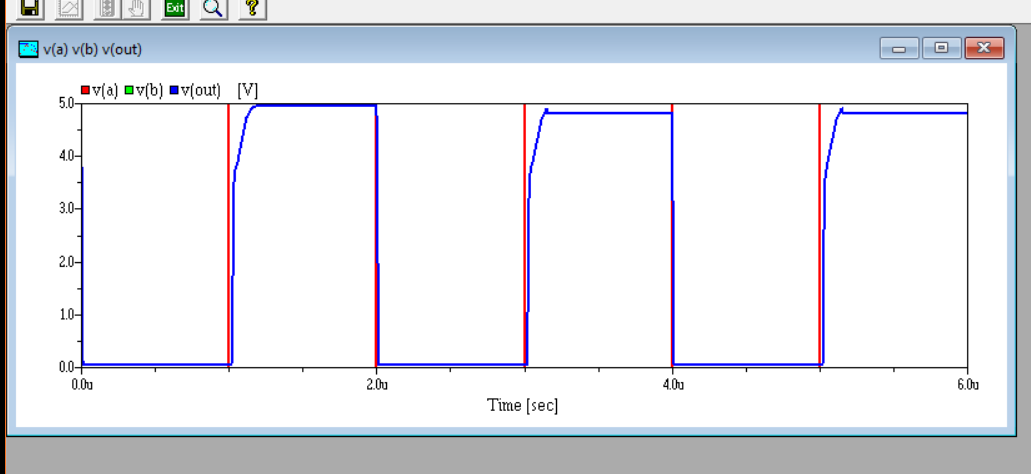 Exit ?
v(a) v(b) v(out)
v(a) v(b) v(out) [V]
5.0
4.0
3.0
2.0
1.0
0.0
0.0u 2.0u 4.0u 6.0u
Time [sec]